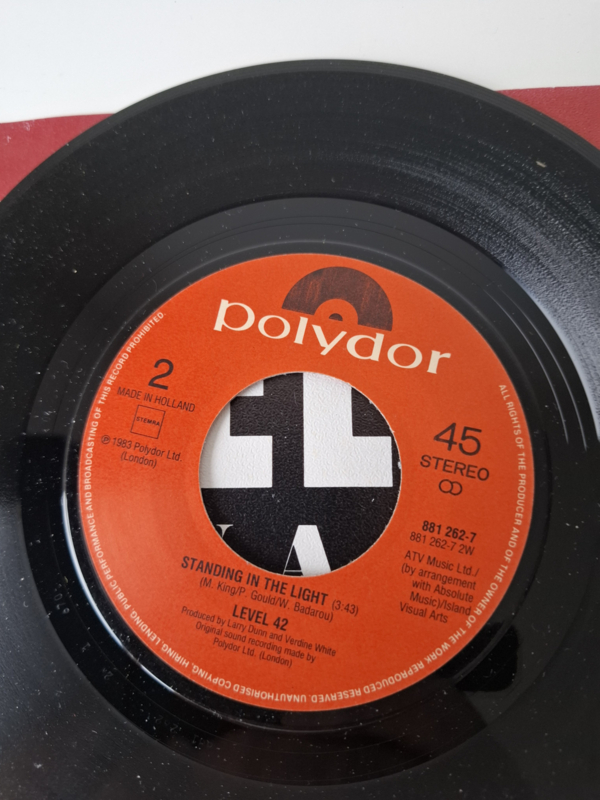 polydor
2
MADE IN HOLLAND
STEMRA
℗ 1983 Polydor Ltd.
(London)
45
STEREO
881 262-7
881 262-7 2W
ATV Music Ltd./
(by arrangement
with Absolute
Music)/Island
Visual Arts
STANDING IN THE LIGHT
(M. King/P. Gould/W. Badarou) (3:43)
LEVEL 42
Produced by Larry Dunn and Verdine White
Original sound recording made by
Polydor Ltd. (London)
ALL RIGHTS OF THE PRODUCER AND OF THE OWNER OF THE WORK REPRODUCED RESERVED. UNAUTHORISED COPYING, HIRING, LENDING, PUBLIC PERFORMANCE AND BROADCASTING OF THIS RECORD PROHIBITED.